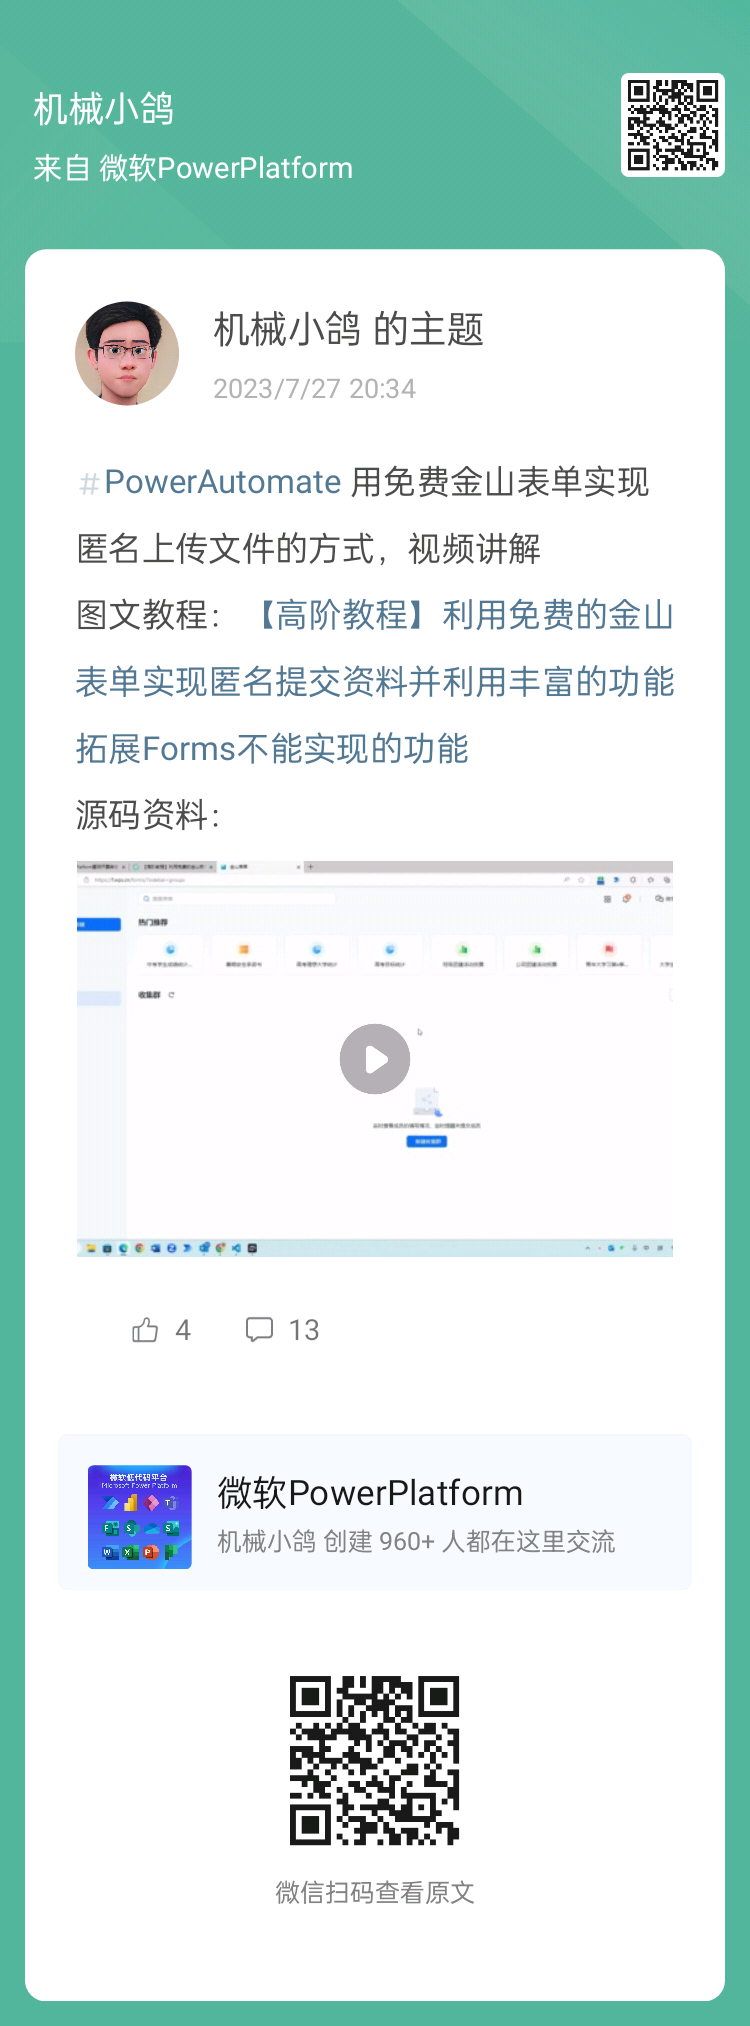 机械小鸽
来自 微软PowerPlatform
机械小鸽 的主题
2023/7/27 20:34
#PowerAutomate 用免费金山表单实现
匿名上传文件的方式，视频讲解
图文教程：【高阶教程】利用免费的金山
表单实现匿名提交资料并利用丰富的功能
拓展Forms不能实现的功能
源码资料：
热门推荐
收集群
4
13
微软低代码平台
Microsoft Power Platform
微软PowerPlatform
机械小鸽 创建 960+ 人都在这里交流
微信扫码查看原文